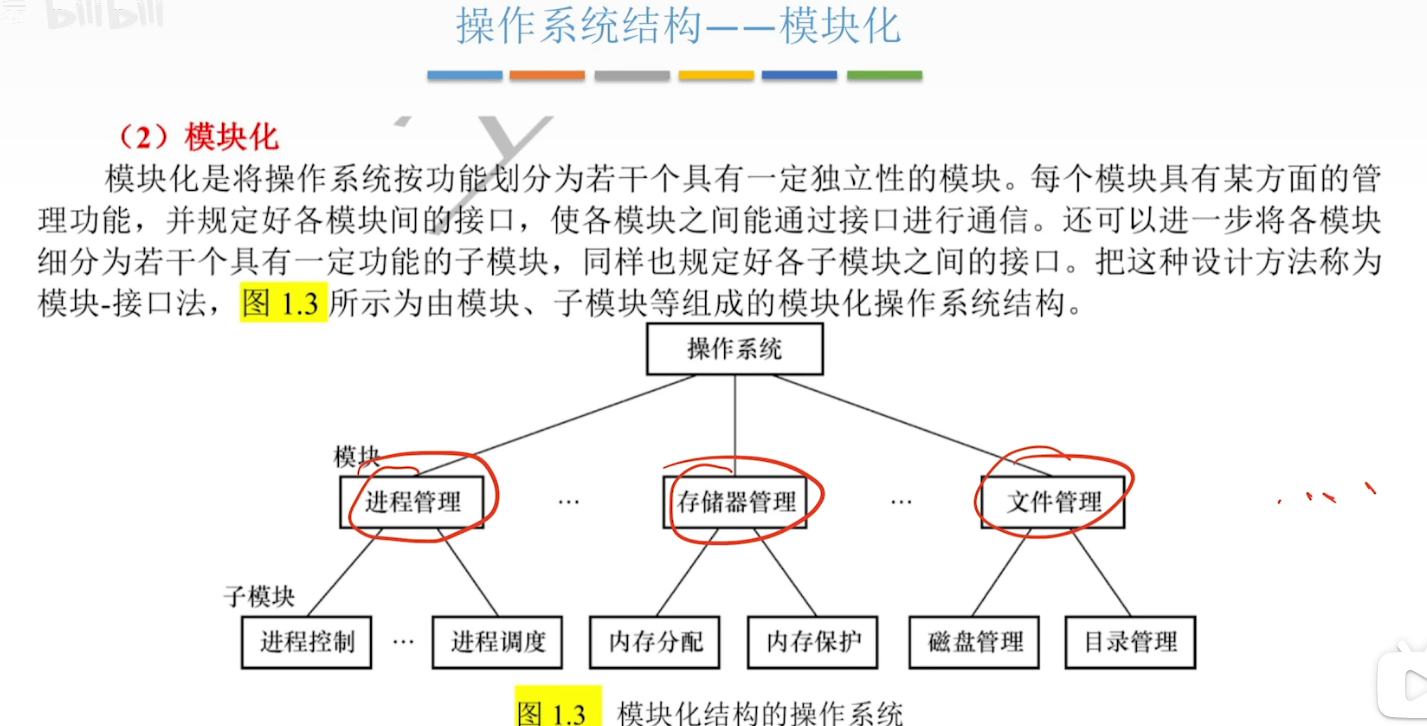 bilibili
操作系统结构——模块化
（2）模块化
模块化是将操作系统按功能划分为若干个具有一定独立性的模块。每个模块具有某方面的管
理功能，并规定好各模块间的接口，使各模块之间能通过接口进行通信。还可以进一步将各模块
细分为若干个具有一定功能的子模块，同样也规定好各子模块之间的接口。把这种设计方法称为
模块-接口法，图 1.3 所示为由模块、子模块等组成的模块化操作系统结构。
操作系统
模块
进程管理 … 存储器管理 … 文件管理
子模块
进程控制 … 进程调度 内存分配 内存保护 磁盘管理 目录管理
图 1.3 模块化结构的操作系统